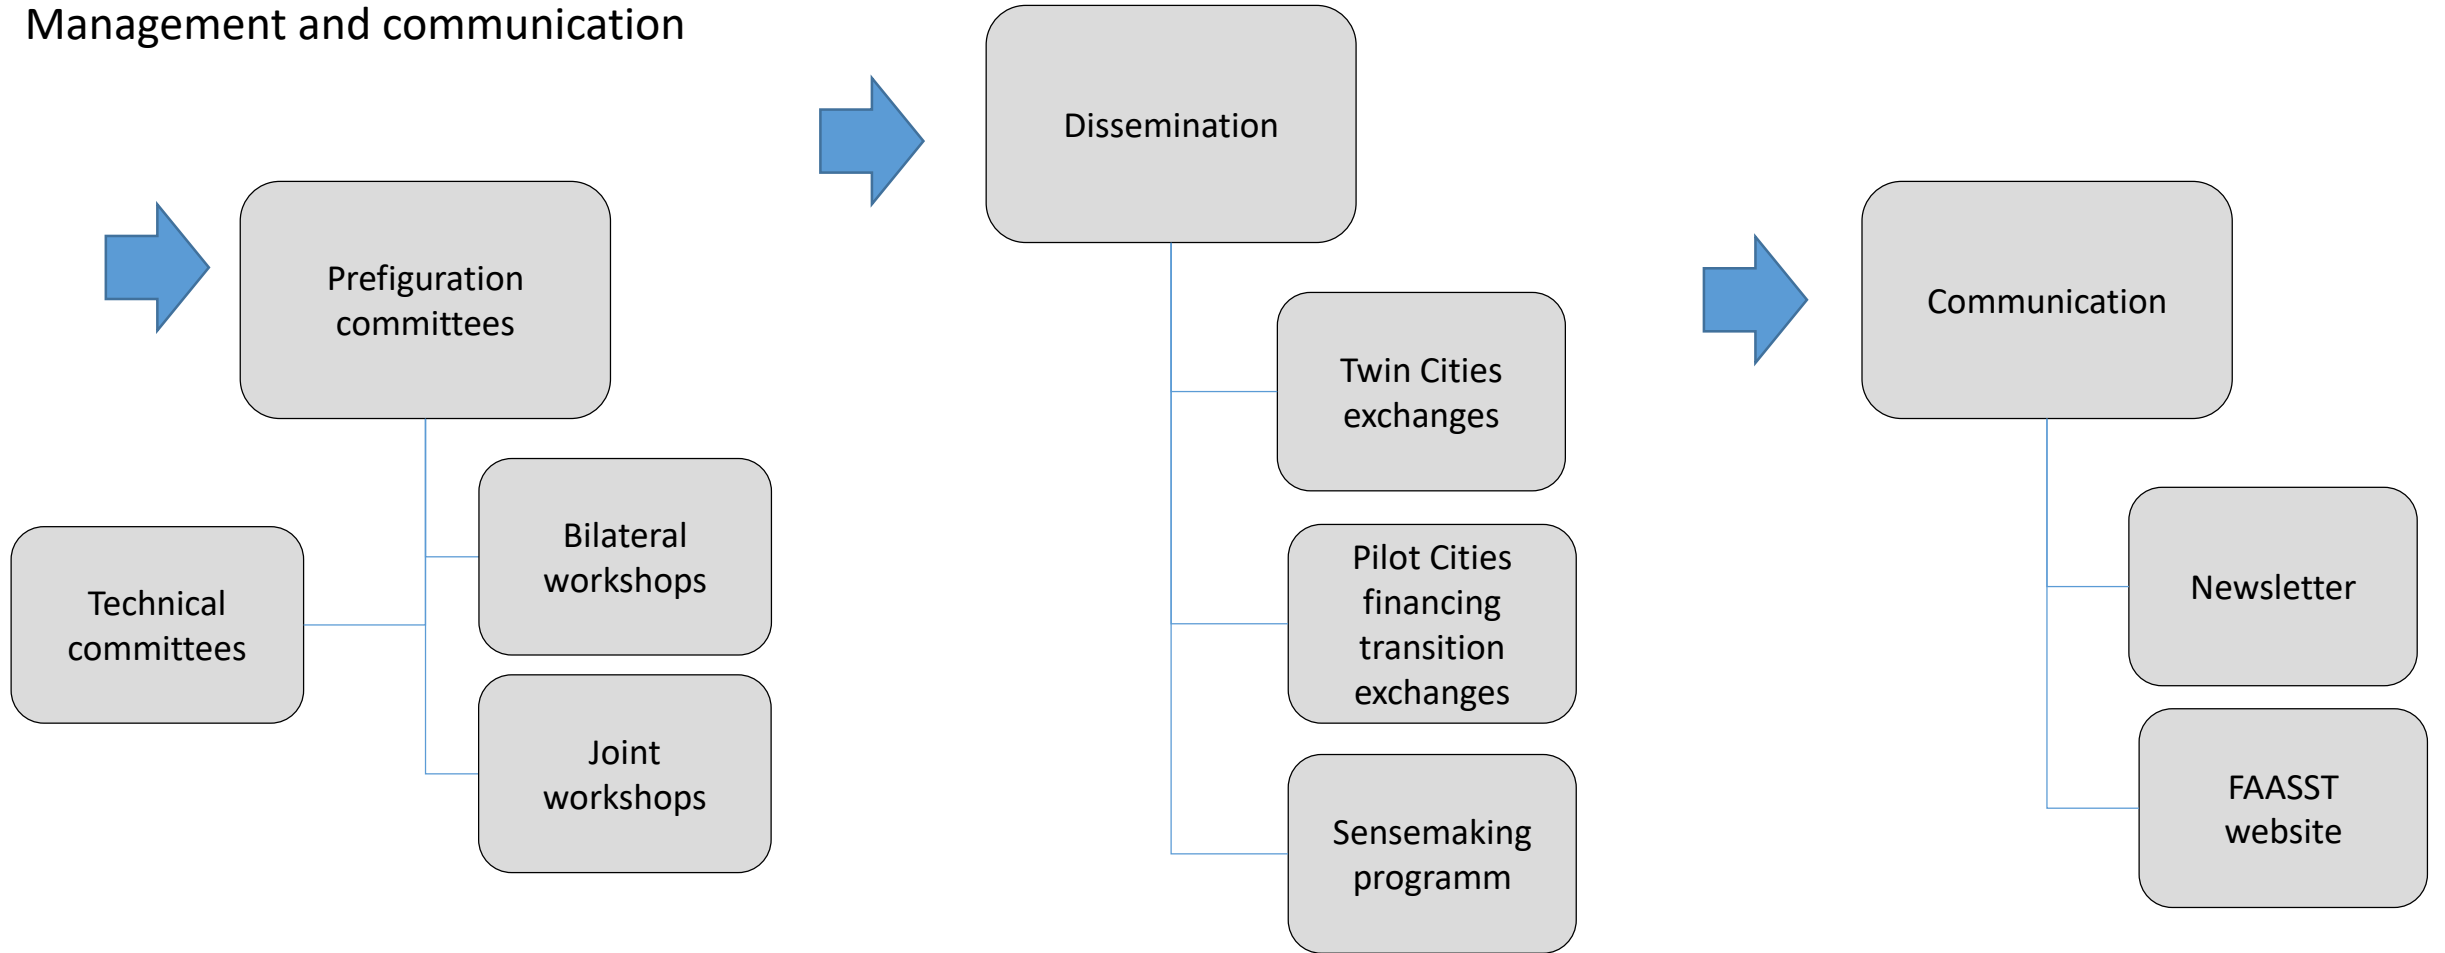 Management and communication
Prefiguration
committees
Technical
committees
Bilateral
workshops
Joint
workshops
Dissemination
Twin Cities
exchanges
Pilot Cities
financing
transition
exchanges
Sensemaking
programm
Communication
Newsletter
FAASST
website